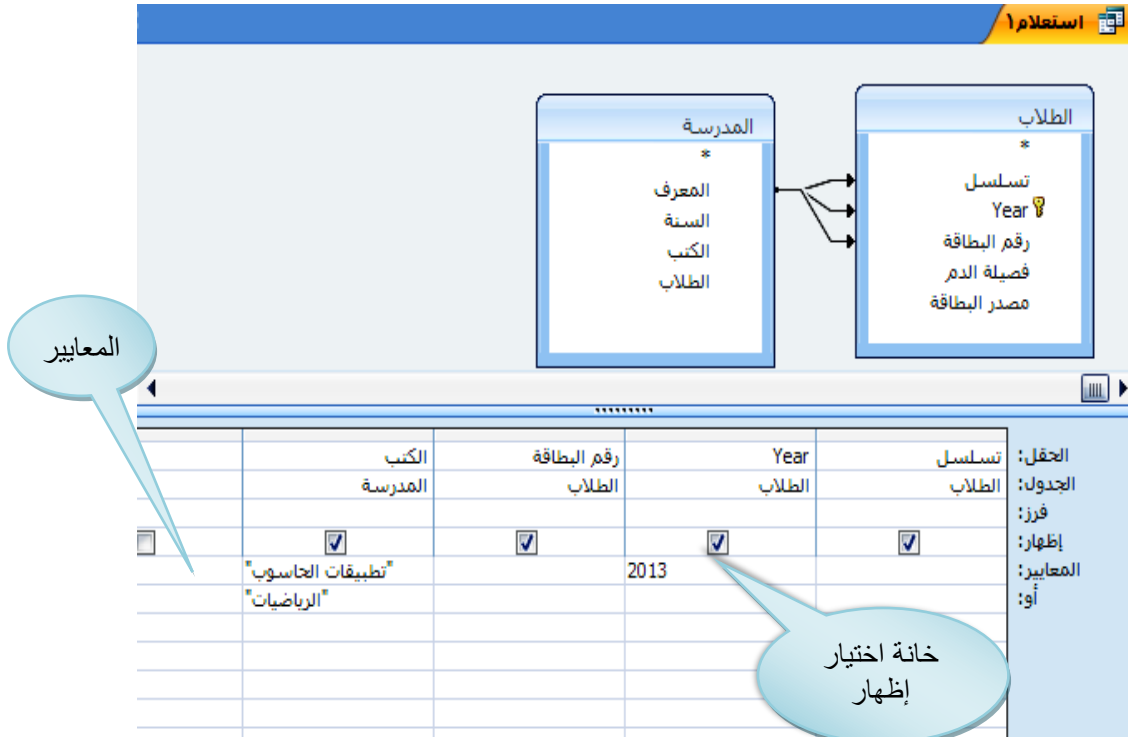 استعلام١
الطلاب
*
تسلسل
Year
رقم البطاقة
فصيلة الدم
مصدر البطاقة
المدرسة
*
المعرف
السنة
الكتب
الطلاب
المعايير
الحقل: تسلسل Year رقم البطاقة الكتب
الجدول: الطلاب الطلاب الطلاب المدرسة
فرز:
إظهار:
المعايير: 2013 "تطبيقات الحاسوب"
أو: "الرياضيات"
خانة اختيار
إظهار